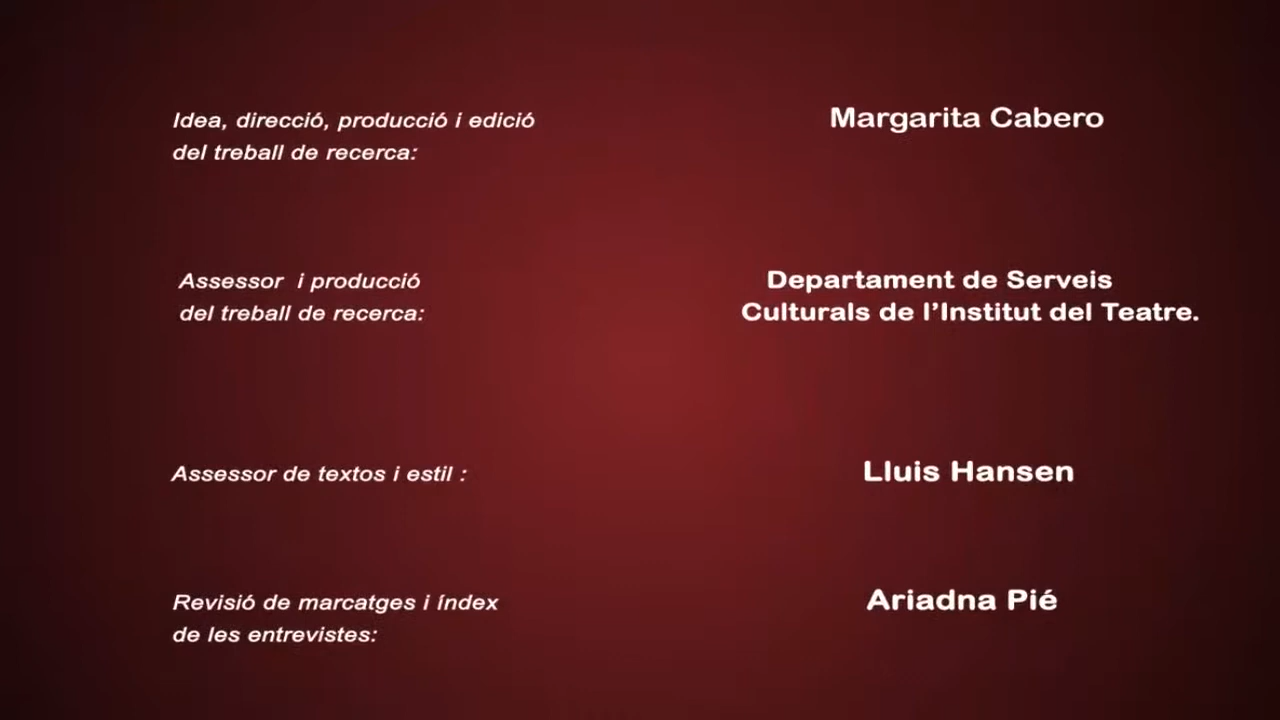 Idea, direcció, producció i edició
del treball de recerca:
Margarita Cabero
Assessor  i producció
del treball de recerca:
Departament de Serveis
Culturals de l’Institut del Teatre.
Assessor de textos i estil :
Lluis Hansen
Revisió de marcatges i índex
de les entrevistes:
Ariadna Pié